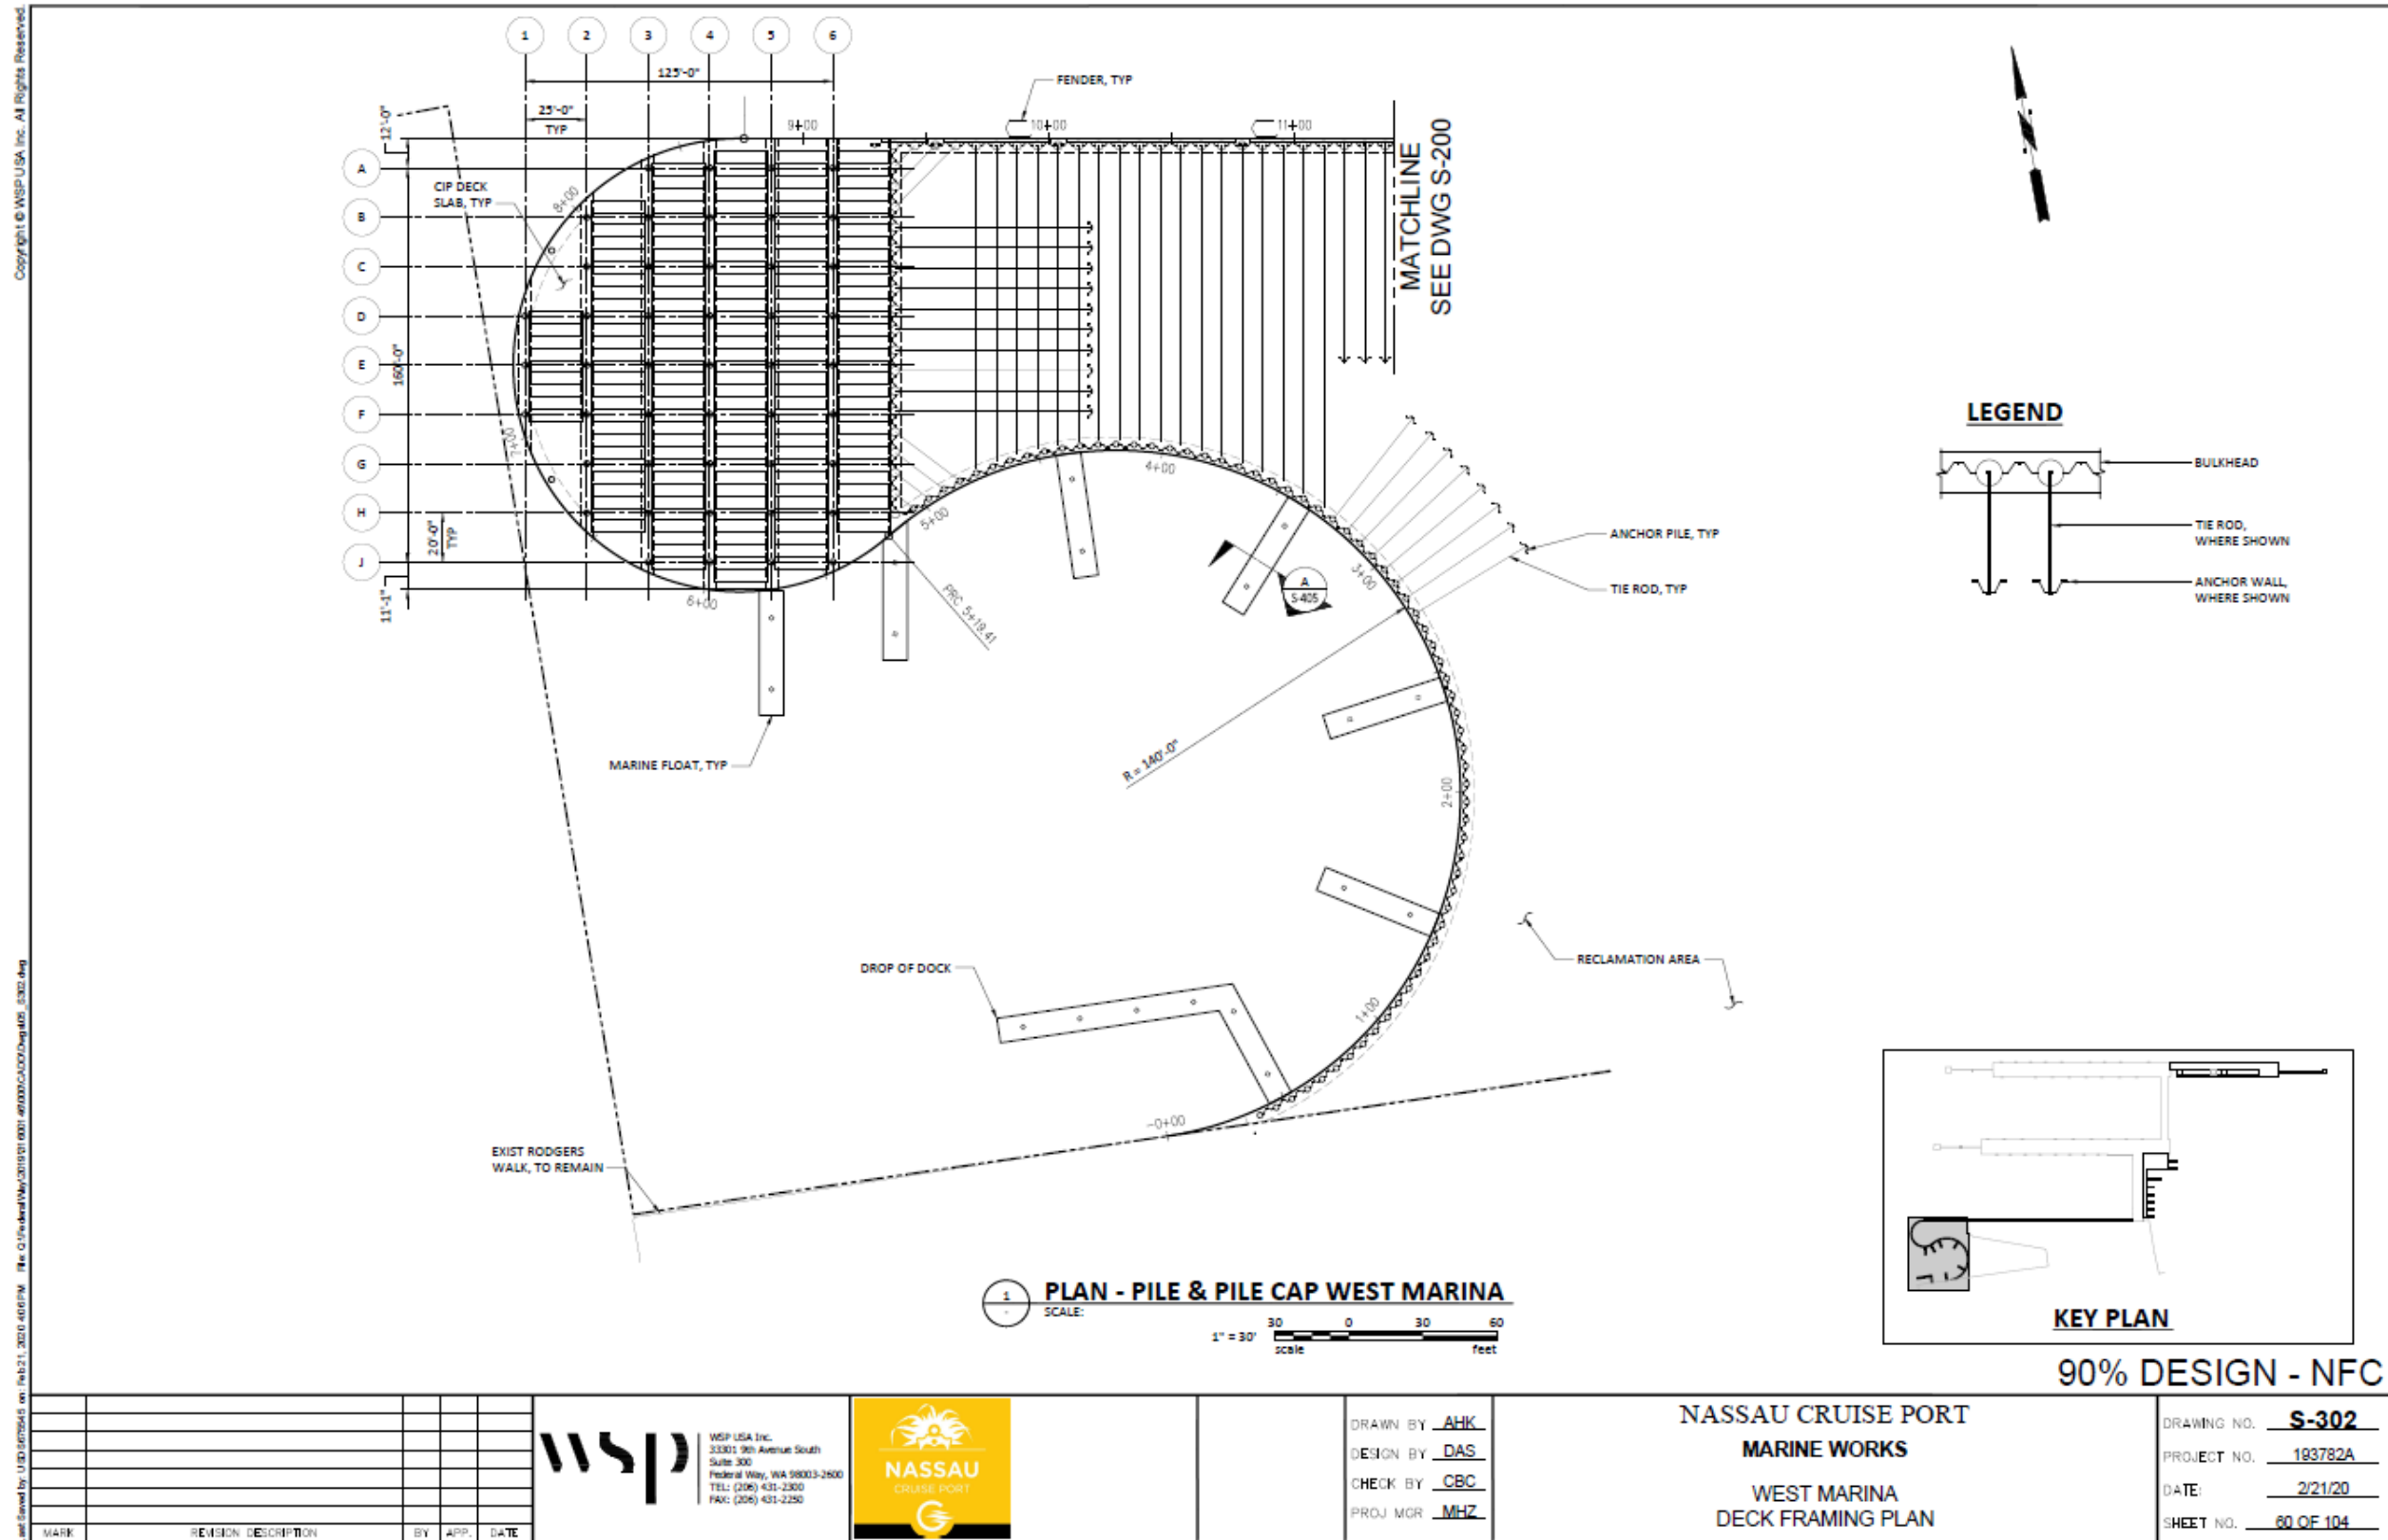 Copyright © WSP USA Inc. All Rights Reserved.
1
2
3
4
5
6
125'-0"
25'-0"
TYP
12'-0"
FENDER, TYP
9+00
10+00
11+00
A
B
C
D
E
F
G
H
J
CIP DECK
SLAB, TYP
8+00
160'-0"
7+00
20'-0"
TYP
11'-1"
6+00
5+00
4+00
3+00
2+00
1+00
-0+00
PRC 5+19.41
MATCHLINE
SEE DWG S-200
A
S-405
ANCHOR PILE, TYP
TIE ROD, TYP
R = 140'-0"
MARINE FLOAT, TYP
DROP OF DOCK
RECLAMATION AREA
EXIST RODGERS
WALK, TO REMAIN
LEGEND
BULKHEAD
TIE ROD,
WHERE SHOWN
ANCHOR WALL,
WHERE SHOWN
1
-
PLAN - PILE & PILE CAP WEST MARINA
SCALE:
1" = 30'
30 0 30 60
scale feet
KEY PLAN
90% DESIGN - NFC
MARK REVISION DESCRIPTION BY APP. DATE
WSP
WSP USA Inc.
33301 9th Avenue South
Suite 300
Federal Way, WA 98003-2600
TEL: (206) 431-2300
FAX: (206) 431-2250
NASSAU
CRUISE PORT
G
DRAWN BY AHK
DESIGN BY DAS
CHECK BY CBC
PROJ MGR MHZ
NASSAU CRUISE PORT
MARINE WORKS
WEST MARINA
DECK FRAMING PLAN
DRAWING NO. S-302
PROJECT NO. 193782A
DATE: 2/21/20
SHEET NO. 60 OF 104